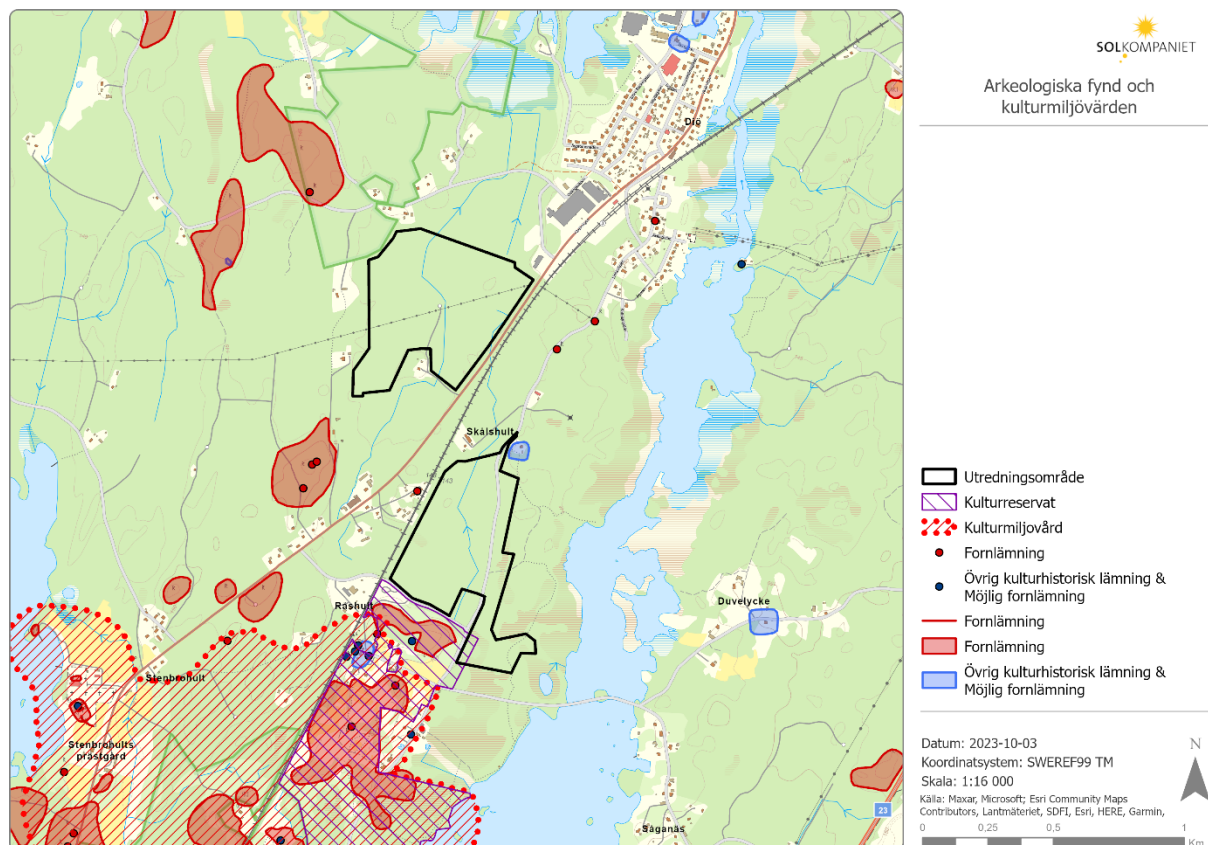 SOLKOMPANIET
Arkeologiska fynd och
kulturmiljövärden
Diö
Skälshult
Råshult
Duvelycke
Stenbrohult
Stenbrohults
prästgård
Såganäs
23
Utredningsområde
Kulturreservat
Kulturmiljovård
Fornlämning
Övrig kulturhistorisk lämning &
Möjlig fornlämning
Fornlämning
Fornlämning
Övrig kulturhistorisk lämning &
Möjlig fornlämning
Datum: 2023-10-03
Koordinatsystem: SWEREF99 TM
Skala: 1:16 000
Källa: Maxar, Microsoft; Esri Community Maps
Contributors, Lantmäteriet, SDFI, Esri, HERE, Garmin,
N
0 0,25 0,5 1
Km